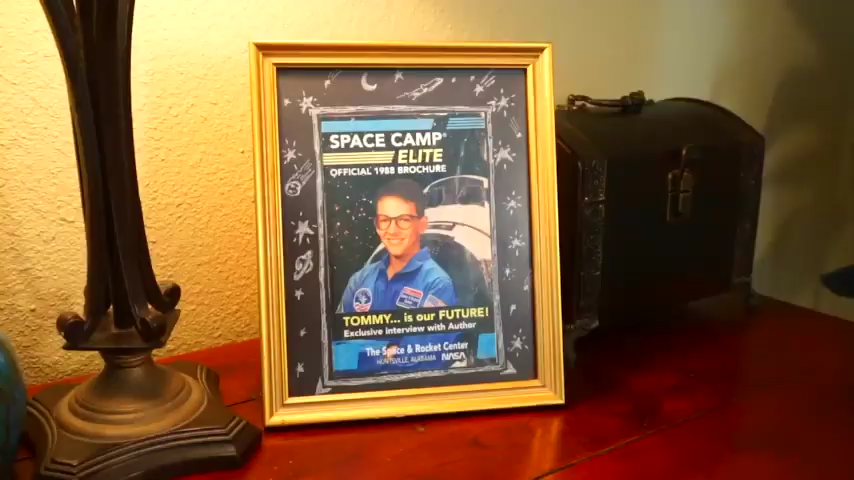 SPACE CAMP®
ELITE
OFFICIAL 1988 BROCHURE
TOMMY... is our FUTURE!
Exclusive interview with Author
The Space & Rocket Center
HUNTSVILLE, ALABAMA NASA